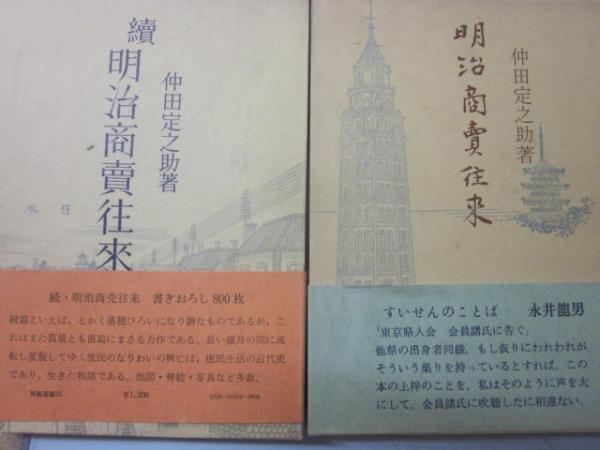 續
明治商賣往來
仲田定之助著
日本
続・明治商売往来 書きおろし800枚
続篇といえば、とかく落穂ひろいになり勝なものであるが、こ
れはまた質量とも前篇にまさる力作である。長い歳月の間に流
転し変貌してゆく庶民のなりわいの興亡は、庶民生活の近代史
であり、生きた物語である。地図・挿絵・写真など多数。
¥1,200
明治商賣往来
仲田定之助著
すいせんのことば 永井龍男
「東京県人会 会員諸氏に告ぐ」
他県の出身者同様、もし仮りにわれわれが
そういう集りを持っているとすれば、この
本の上梓のことを、私はそのように声を大
にして、会員諸氏に吹聴したに相違ない。